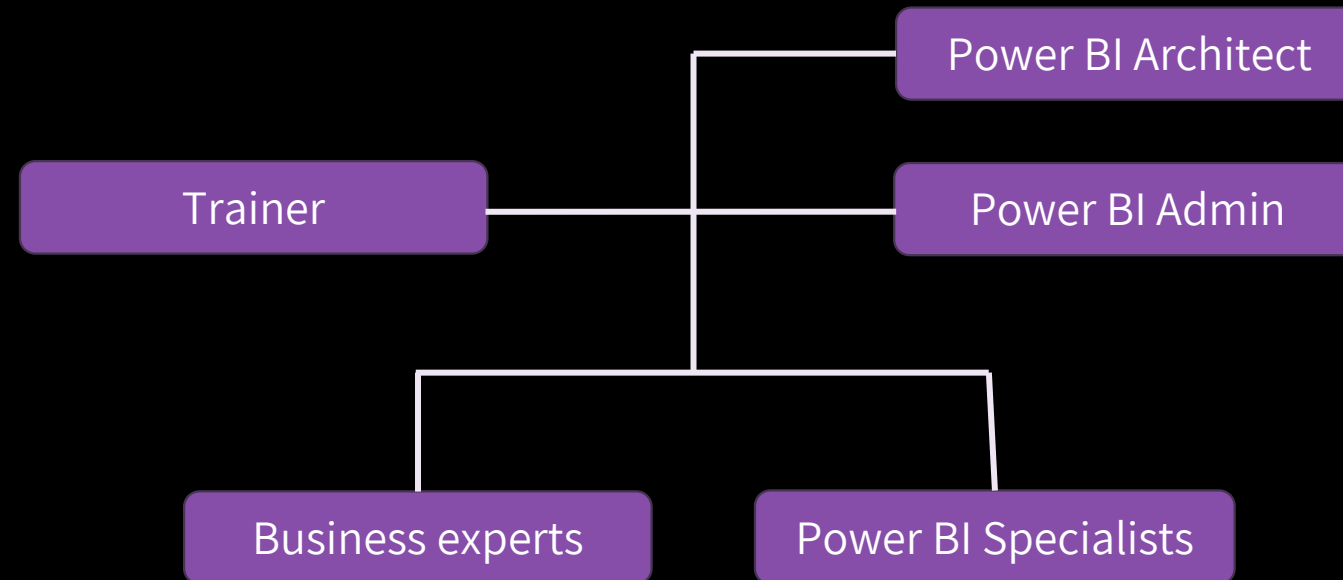 Power BI Architect
Trainer
Power BI Admin
Business experts
Power BI Specialists